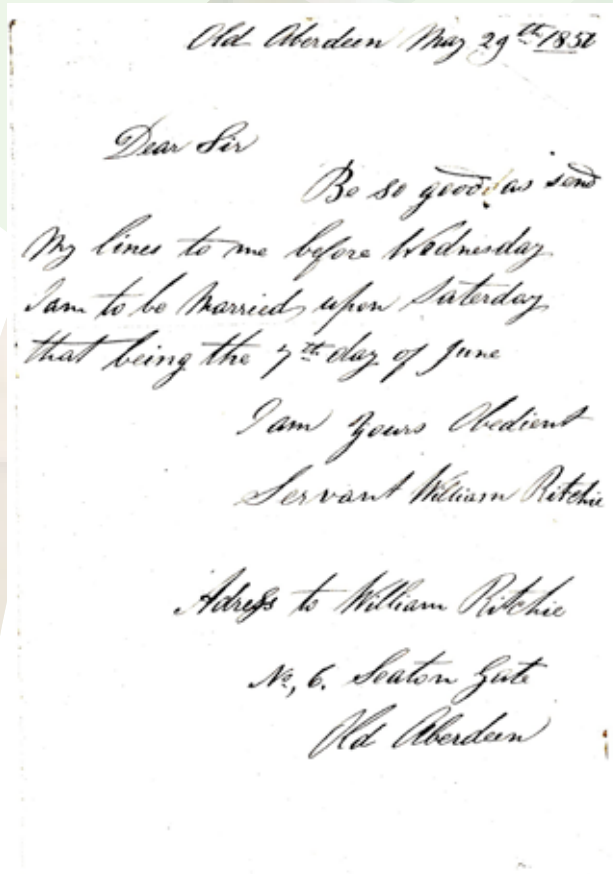 Old Aberdeen May 29th
Dear Sir
Be so good as send
My lines to me before Wednesday
I am to be Married upon Saterday
that being the 7th day of June
I am yours Obedient
Servant William Ritchie
Adress to William Ritchie
No, 6. Seaton Gate
Old Aberdeen